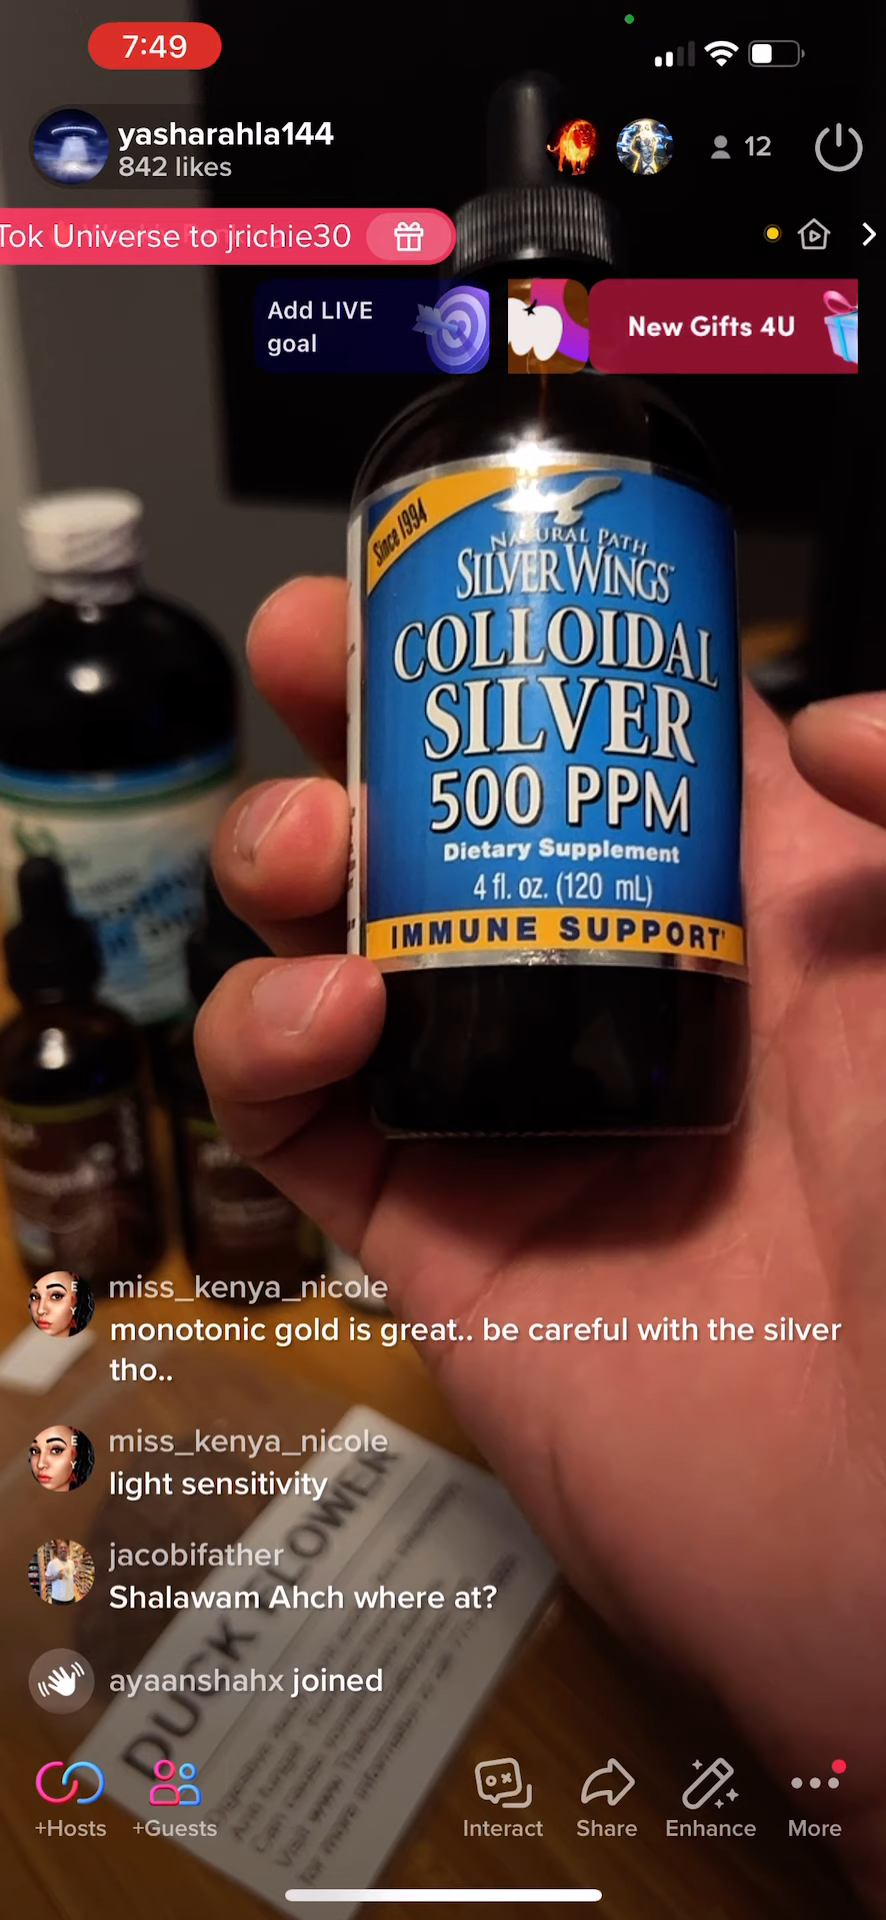 7:49
yasharahla144
842 likes
12
Tok Universe to jrichie30
Add LIVE
goal
New Gifts 4U
Since 1994
NATURAL PATH
SILVER WINGS
COLLOIDAL
SILVER
500 PPM
Dietary Supplement
4 fl. oz. (120 mL)
IMMUNE SUPPORT
miss_kenya_nicole
monotonic gold is great.. be careful with the silver
tho..
miss_kenya_nicole
light sensitivity
jacobifather
Shalawam Ahch where at?
ayaanshahx joined
DUCK FLOWER
+Hosts
+Guests
Interact
Share
Enhance
More